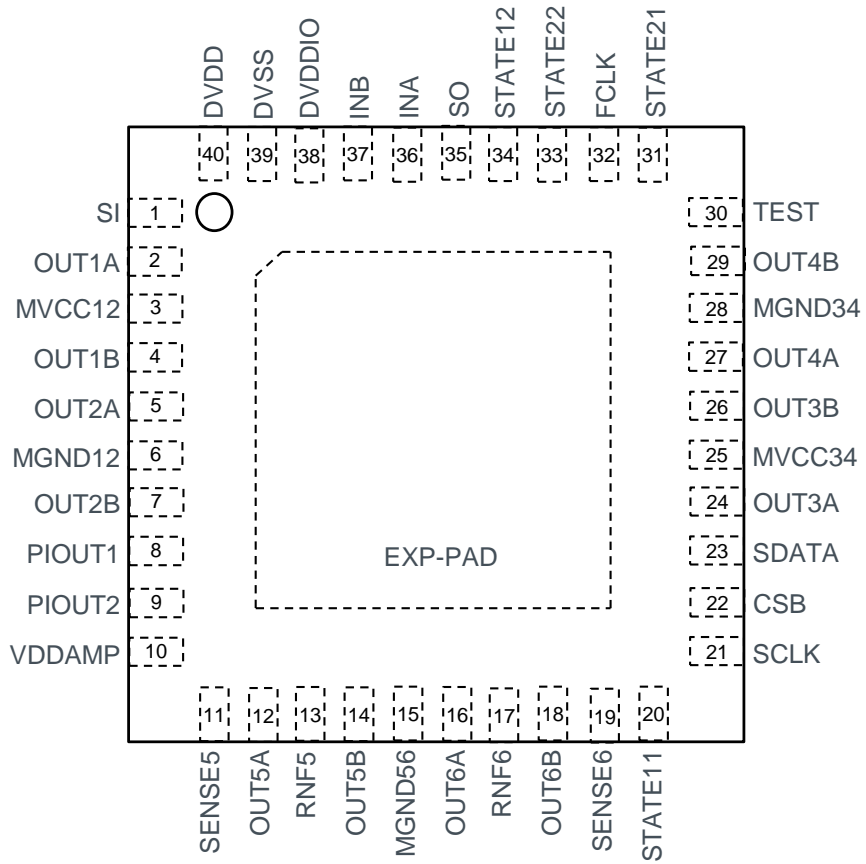 DVDD
DVSS
DVDDIO
INB
INA
SO
STATE12
STATE22
FCLK
STATE21
40
39
38
37
36
35
34
33
32
31
SI 1
30 TEST
OUT1A 2
29 OUT4B
MVCC12 3
28 MGND34
OUT1B 4
27 OUT4A
OUT2A 5
26 OUT3B
MGND12 6
25 MVCC34
OUT2B 7
24 OUT3A
PIOUT1 8
EXP-PAD
23 SDATA
PIOUT2 9
22 CSB
VDDAMP 10
21 SCLK
11
12
13
14
15
16
17
18
19
20
SENSE5
OUT5A
RNF5
OUT5B
MGND56
OUT6A
RNF6
OUT6B
SENSE6
STATE11